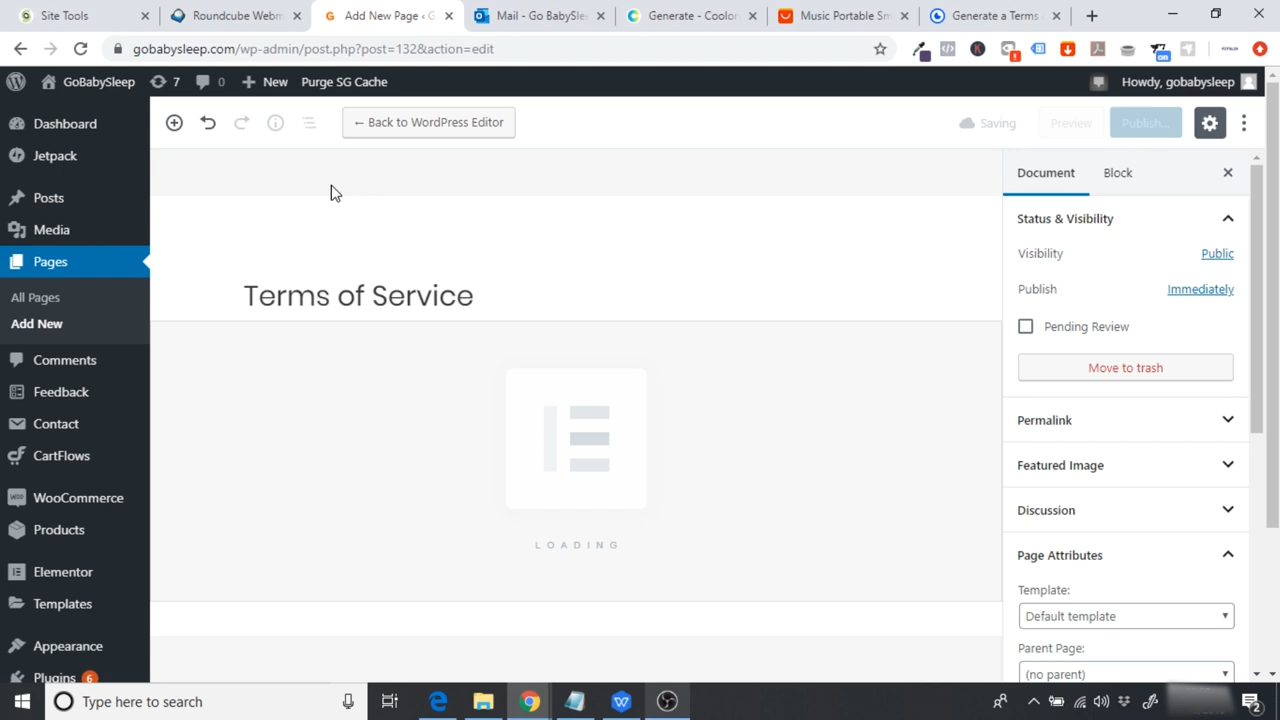 Site Tools
Roundcube Webm
Add New Page ‹ G
Mail - Go BabySle
Generate - Coolor
Music Portable Sm
Generate a Terms o
gobabysleep.com/wp-admin/post.php?post=132&action=edit
on
GoBabySleep
7
0
New
Purge SG Cache
Howdy, gobabysleep
Dashboard
Jetpack
Posts
Media
Pages
All Pages
Add New
Comments
Feedback
Contact
CartFlows
WooCommerce
Products
Elementor
Templates
Appearance
Plugins 6
← Back to WordPress Editor
Saving
Preview
Publish...
Terms of Service
LOADING
Document
Block
Status & Visibility
Visibility
Public
Publish
Immediately
Pending Review
Move to trash
Permalink
Featured Image
Discussion
Page Attributes
Template:
Default template
Parent Page:
(no parent)
Type here to search
2